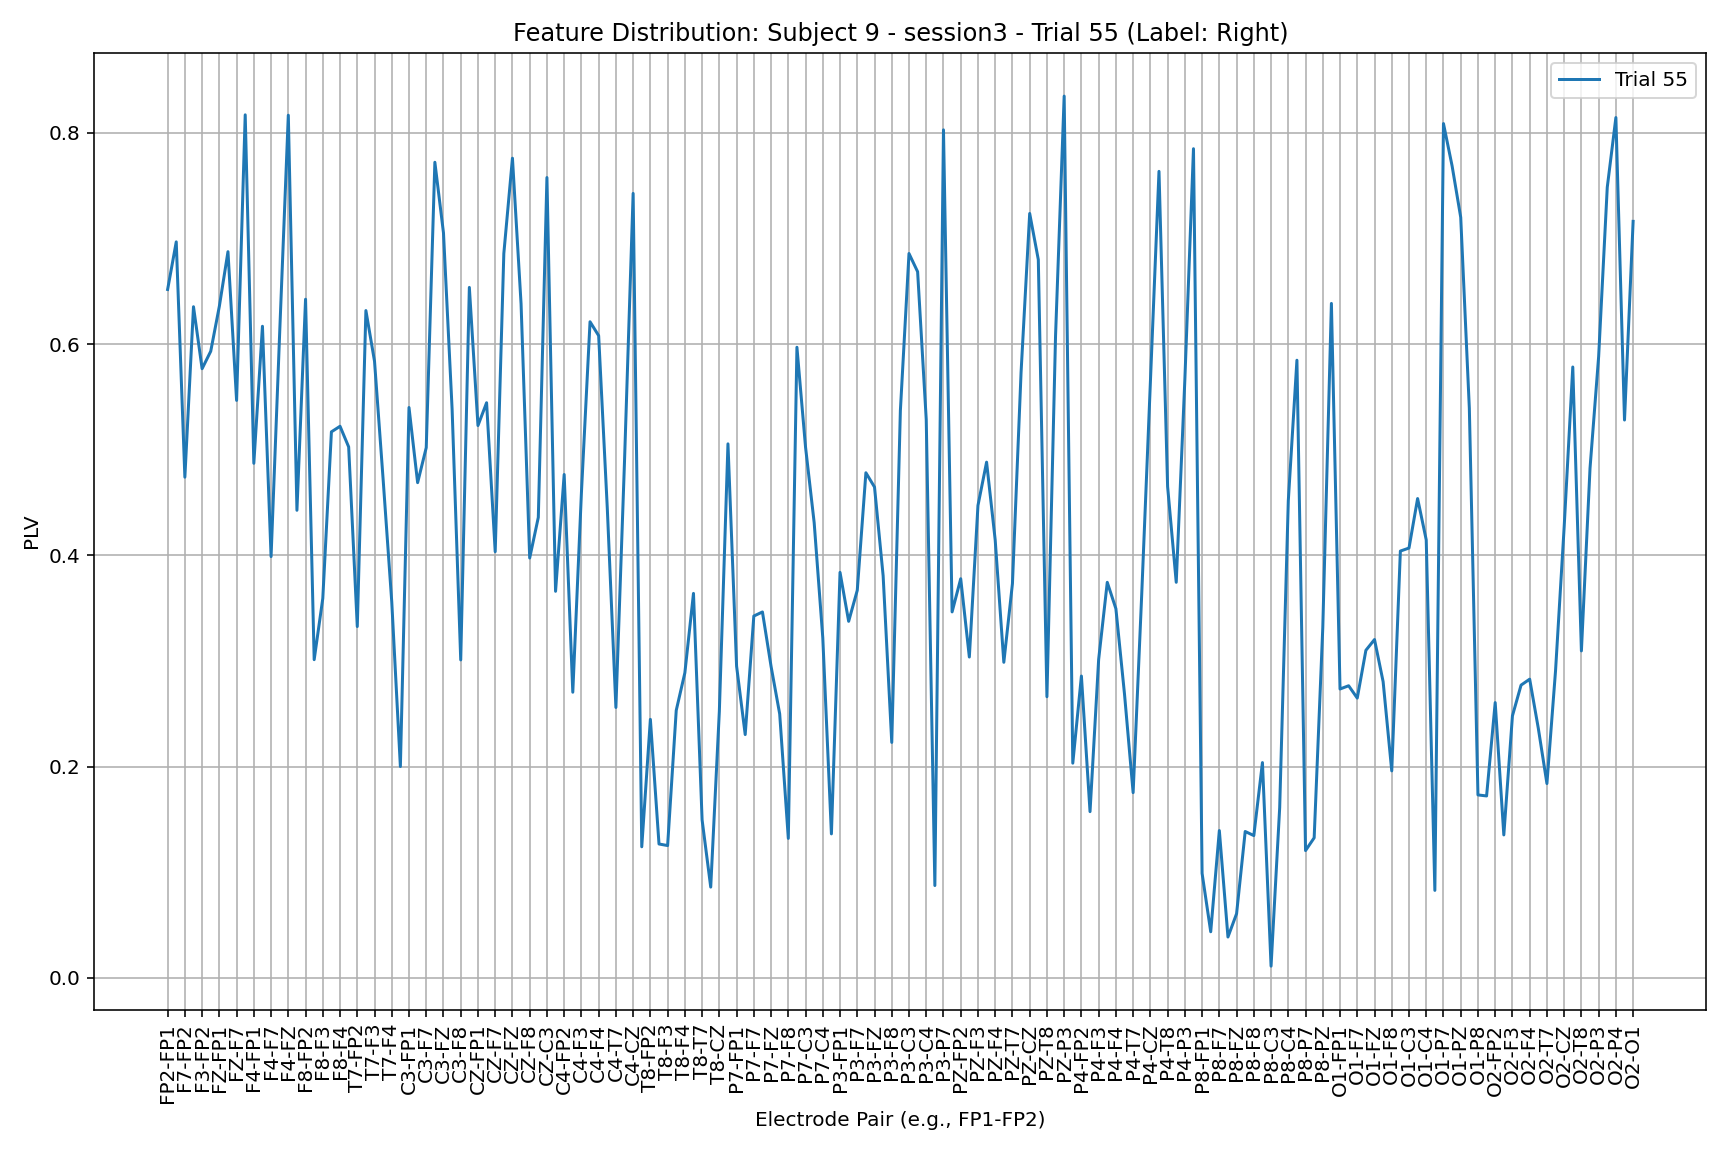 Feature Distribution: Subject 9 - session3 - Trial 55 (Label: Right)
Trial 55
PLV
0.8
0.6
0.4
0.2
0.0
FP2-FP1
F7-FP2
F3-FP2
FZ-FP1
FZ-F7
F4-FP1
F4-F7
F4-FZ
F8-FP2
F8-F3
F8-F4
T7-FP2
T7-F3
T7-F4
C3-FP1
C3-F7
C3-FZ
C3-F8
CZ-FP1
CZ-F7
CZ-FZ
CZ-F8
CZ-C3
C4-FP2
C4-F3
C4-F4
C4-T7
C4-CZ
T8-FP2
T8-F3
T8-F4
T8-T7
T8-CZ
P7-FP1
P7-F7
P7-FZ
P7-F8
P7-C3
P7-C4
P3-FP1
P3-F7
P3-FZ
P3-F8
P3-C3
P3-C4
P3-P7
PZ-FP2
PZ-F3
PZ-F4
PZ-T7
PZ-CZ
PZ-T8
PZ-P3
P4-FP2
P4-F3
P4-F4
P4-T7
P4-CZ
P4-T8
P4-P3
P8-FP1
P8-F7
P8-FZ
P8-F8
P8-C3
P8-C4
P8-P7
P8-PZ
O1-FP1
O1-F7
O1-FZ
O1-F8
O1-C3
O1-C4
O1-P7
O1-PZ
O1-P8
O2-FP2
O2-F3
O2-F4
O2-T7
O2-CZ
O2-T8
O2-P3
O2-P4
O2-O1
Electrode Pair (e.g., FP1-FP2)